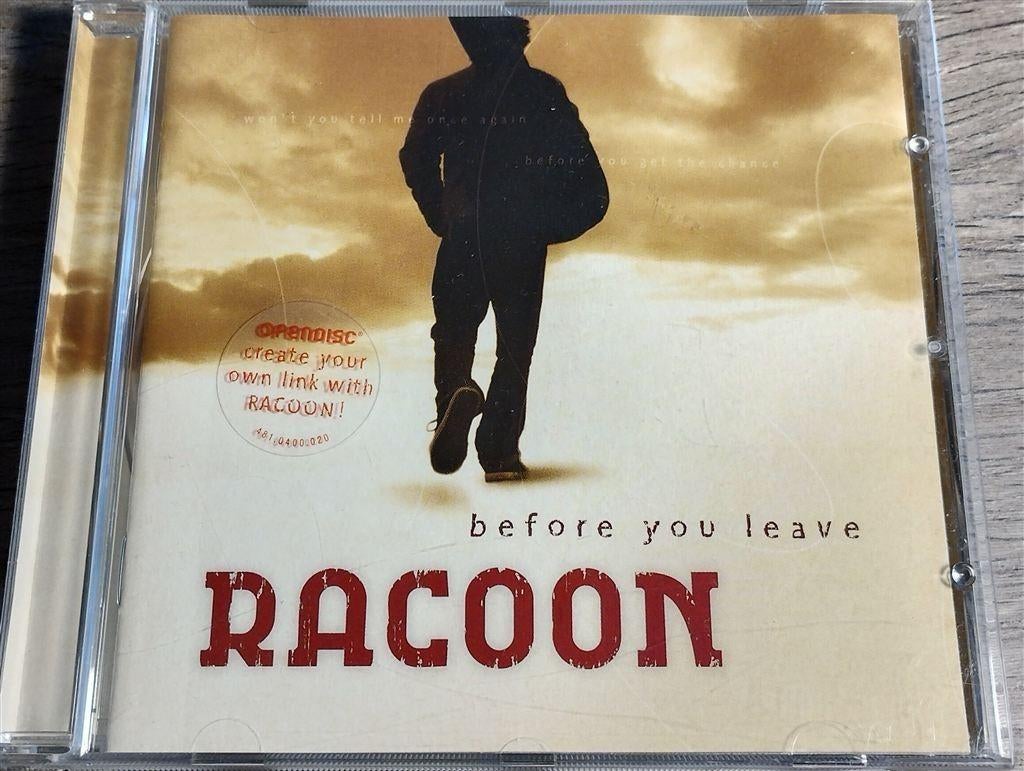 won't you tell me once again
before you get the chance
OPENDISC®
create your
own link with
RACOON!
481.0400.020
before you leave
RACOON